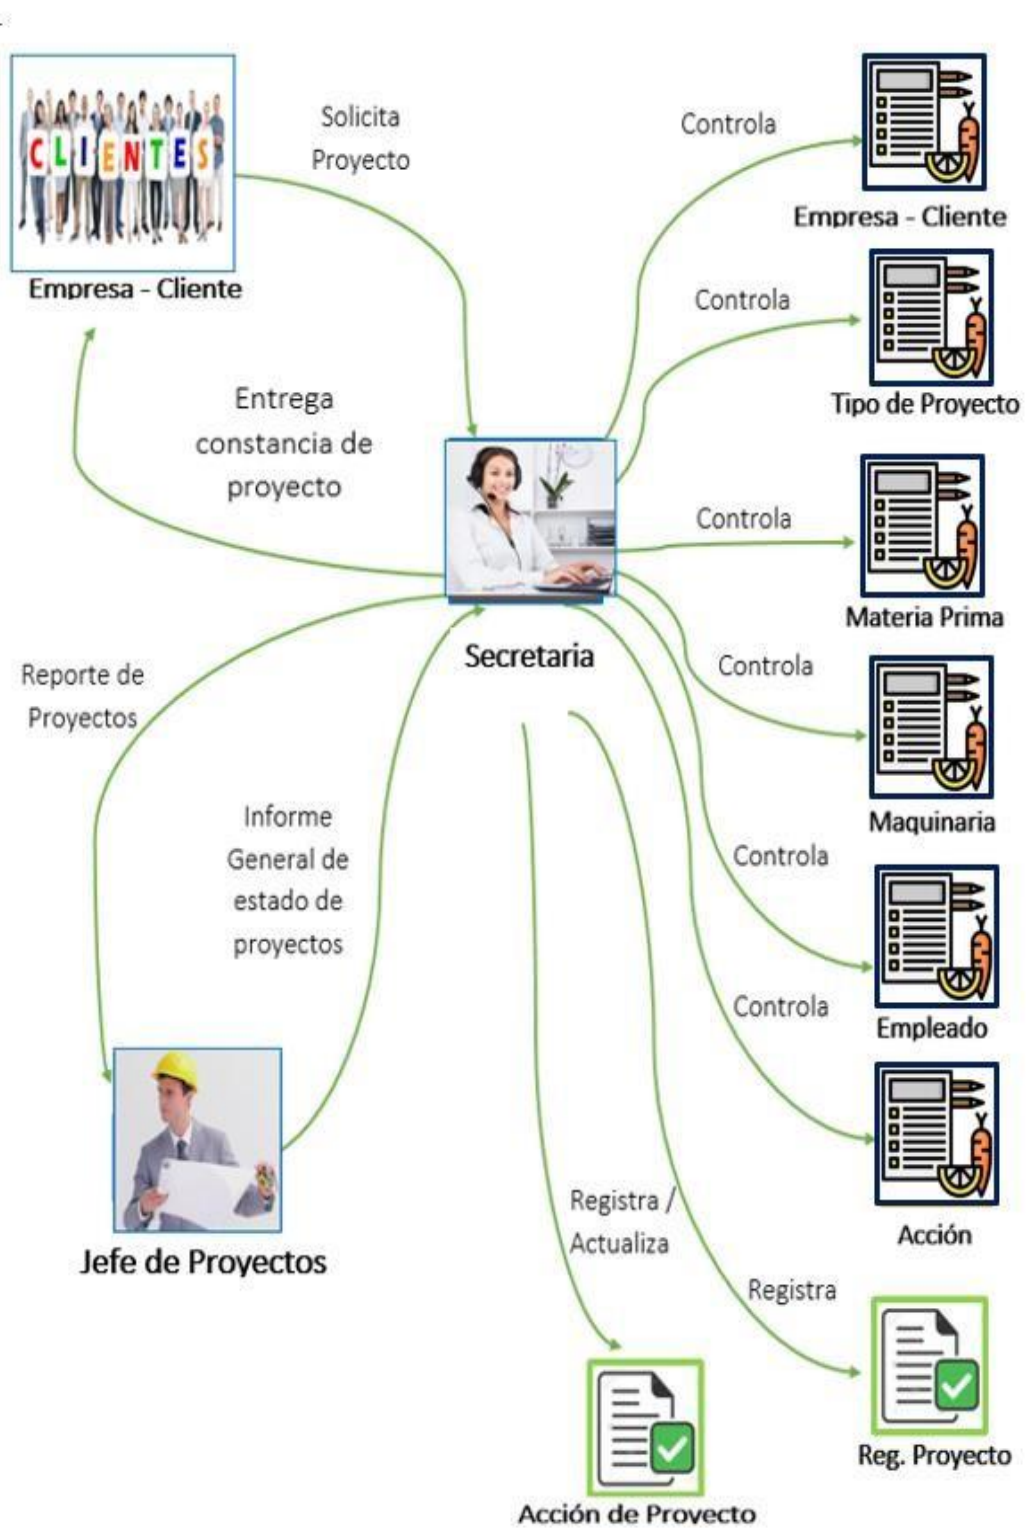 CLIENTES
Empresa - Cliente
Solicita
Proyecto
Controla
Empresa - Cliente
Controla
Tipo de Proyecto
Entrega
constancia de
proyecto
Controla
Materia Prima
Secretaria
Controla
Maquinaria
Reporte de
Proyectos
Informe
General de
estado de
proyectos
Controla
Empleado
Controla
Acción
Jefe de Proyectos
Registra /
Actualiza
Registra
Reg. Proyecto
Acción de Proyecto